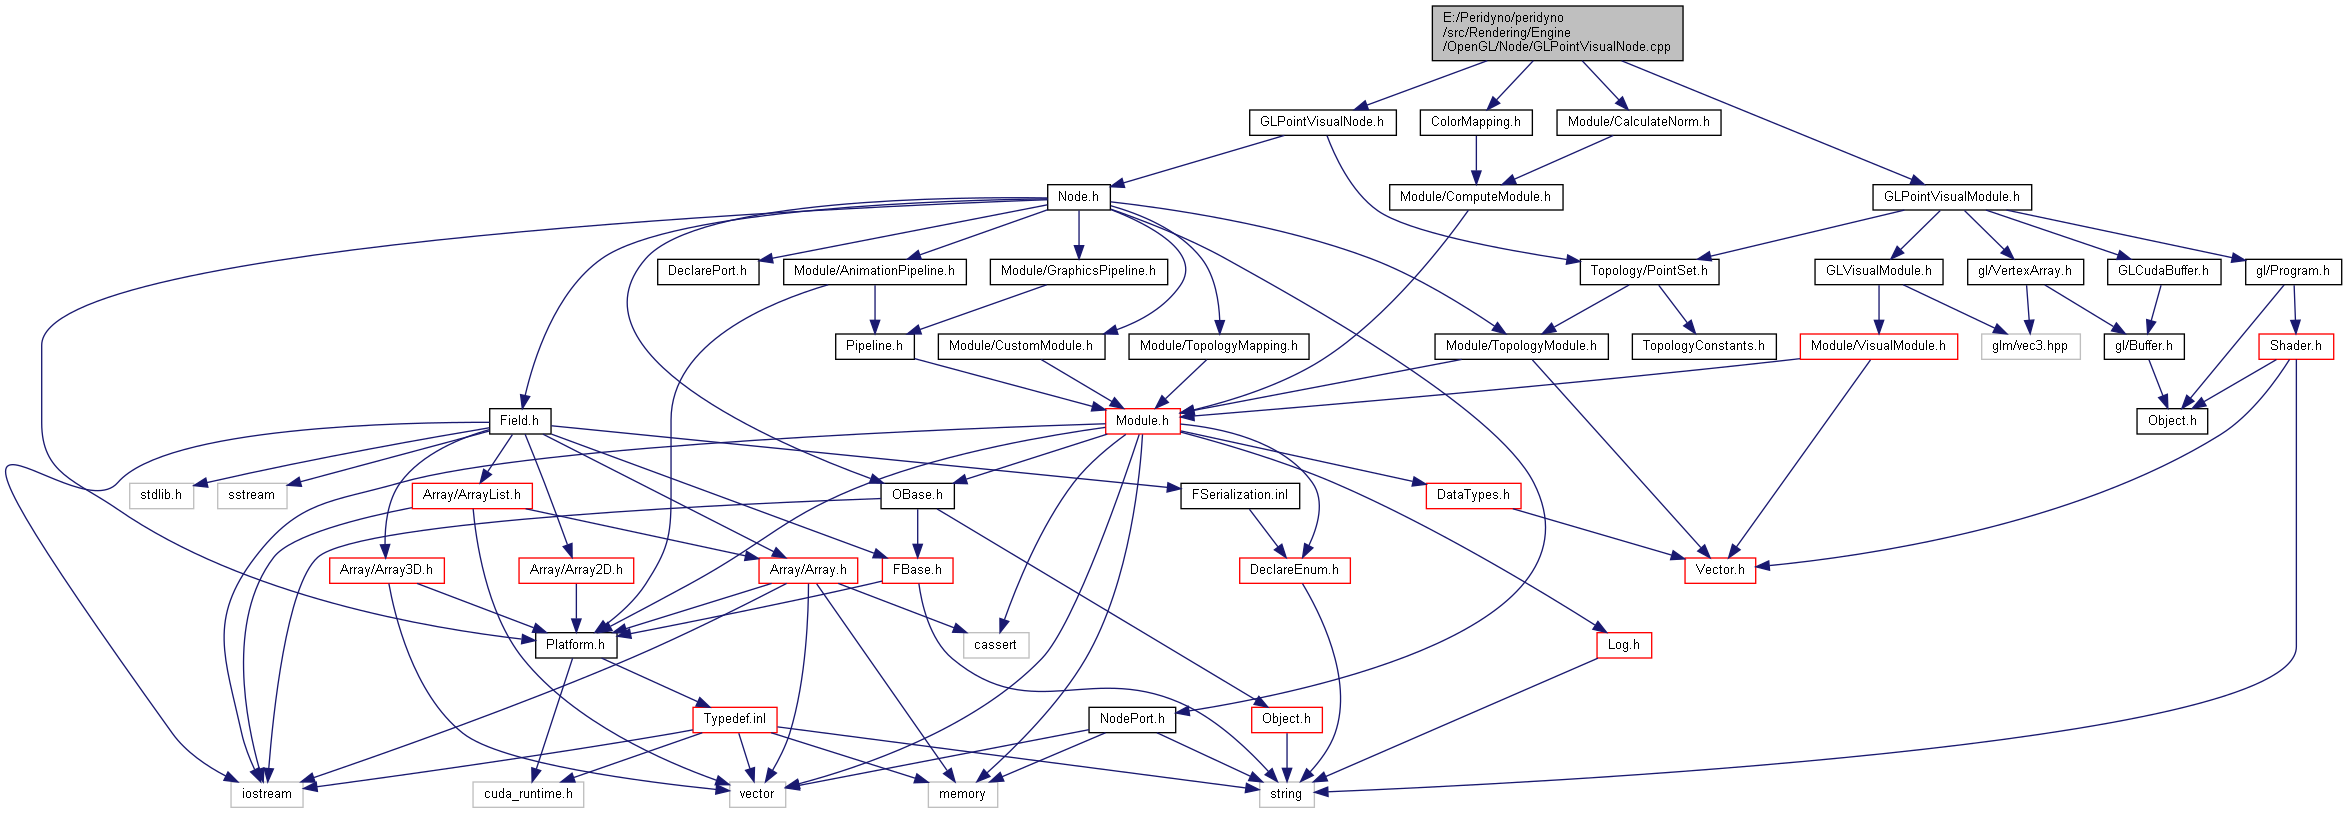 E:/Peridyno/peridyno
/src/Rendering/Engine
/OpenGL/Node/GLPointVisualNode.cpp
GLPointVisualNode.h
ColorMapping.h
Module/CalculateNorm.h
Node.h
Module/ComputeModule.h
GLPointVisualModule.h
DeclarePort.h
Module/AnimationPipeline.h
Module/GraphicsPipeline.h
Topology/PointSet.h
GLVisualModule.h
gl/VertexArray.h
GLCudaBuffer.h
gl/Program.h
Pipeline.h
Module/CustomModule.h
Module/TopologyMapping.h
Module/TopologyModule.h
TopologyConstants.h
Module/VisualModule.h
glm/vec3.hpp
gl/Buffer.h
Shader.h
Field.h
Module.h
Object.h
stdlib.h
sstream
Array/ArrayList.h
OBase.h
FSerialization.inl
DataTypes.h
Array/Array3D.h
Array/Array2D.h
Array/Array.h
FBase.h
DeclareEnum.h
Vector.h
Platform.h
cassert
Log.h
Typedef.inl
NodePort.h
Object.h
iostream
cuda_runtime.h
vector
memory
string